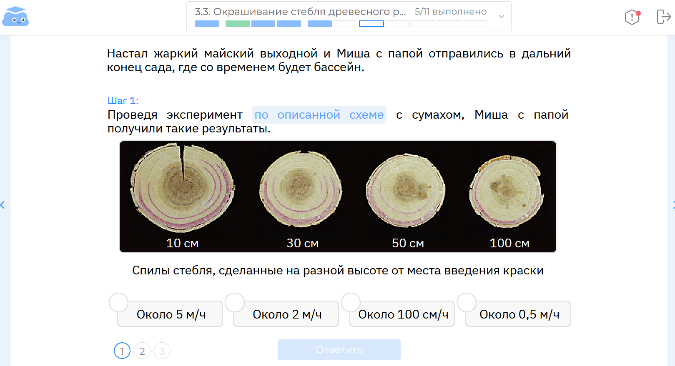 3.3. Окрашивание стебля древесного р... 5/11 выполнено
Настал жаркий майский выходной и Миша с папой отправились в дальний
конец сада, где со временем будет бассейн.
Шаг 1:
Проведя эксперимент по описанной схеме с сумахом, Миша с папой
получили такие результаты.
10 см 30 см 50 см 100 см
Спилы стебля, сделанные на разной высоте от места введения краски
Около 5 м/ч Около 2 м/ч Около 100 см/ч Около 0,5 м/ч
1 2 3 Ответить